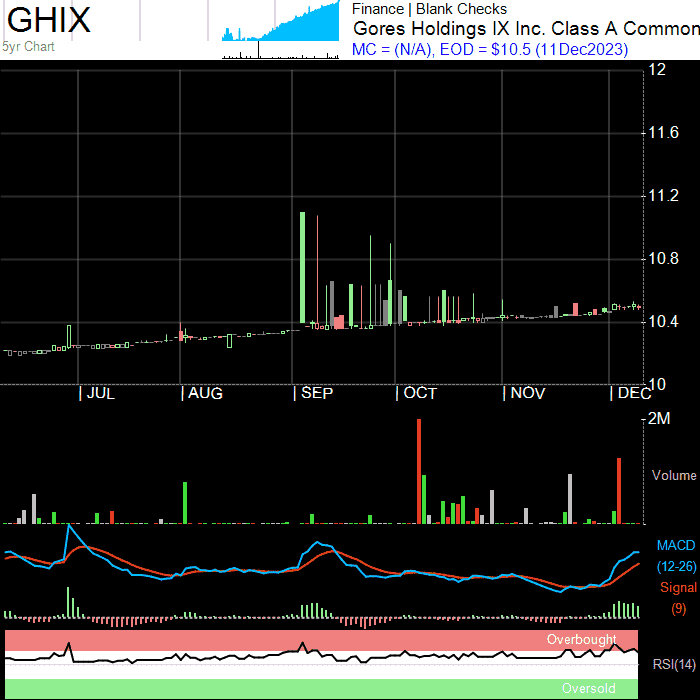 GHIX
5yr Chart
Finance | Blank Checks
Gores Holdings IX Inc. Class A Common
MC = (N/A), EOD = $10.5 (11Dec2023)
12
11.6
11.2
10.8
10.4
10
| JUL | AUG | SEP | OCT | NOV | DEC
2M
Volume
MACD
(12-26)
Signal
(9)
Overbought
RSI(14)
Oversold